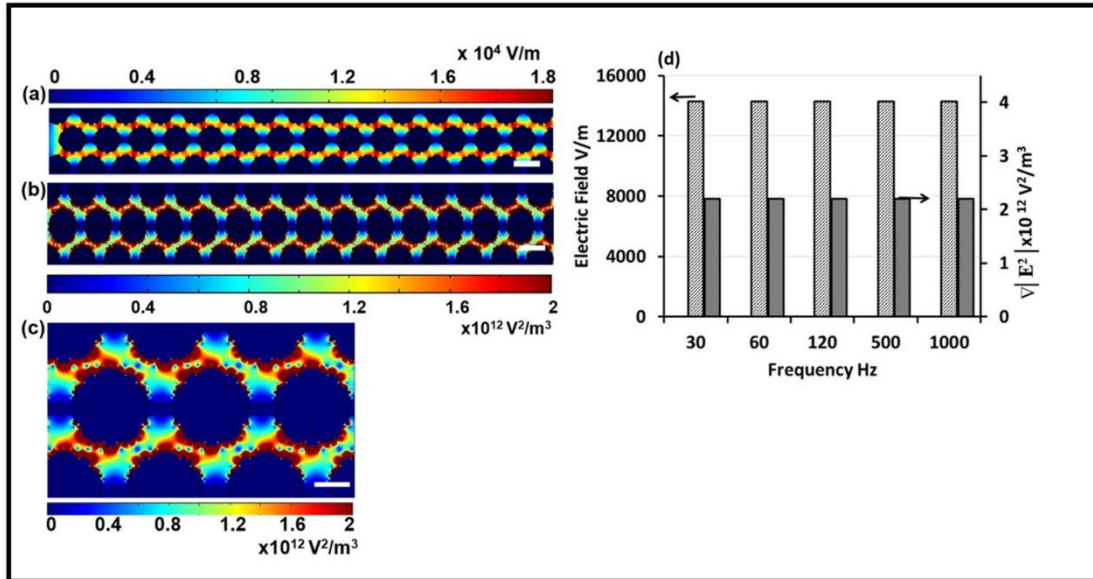 x 10⁴ V/m
0 0.4 0.8 1.2 1.6 1.8
(a)
(b)
0 0.4 0.8 1.2 1.6 2
x10¹² V²/m³
(c)
0 0.4 0.8 1.2 1.6 2
x10¹² V²/m³
(d)
16000
12000
8000
4000
0
Electric Field V/m
30 60 120 500 1000
Frequency Hz
4
3
2
1
0
∇|E²| x10¹² V²/m³